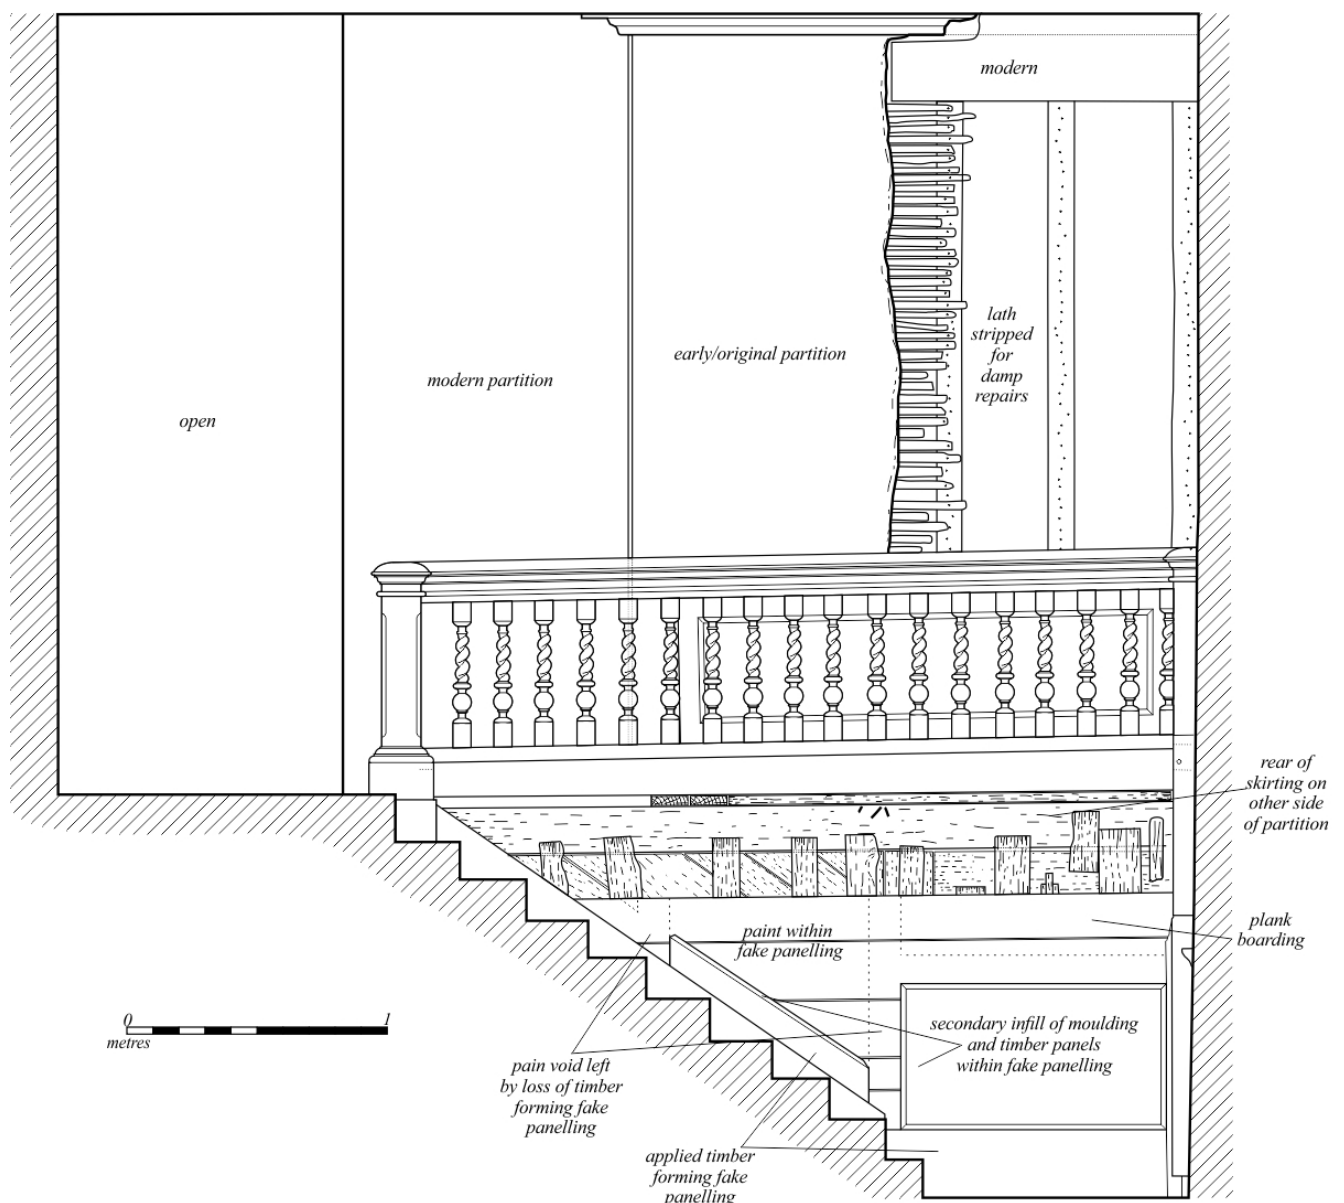 modern
early/original partition
modern partition
open
lath
stripped
for
damp
repairs
rear of
skirting on
other side
of partition
plank
boarding
paint within
fake panelling
secondary infill of moulding
and timber panels
within fake panelling
0
1
metres
pain void left
by loss of timber
forming fake
panelling
applied timber
forming fake
panelling